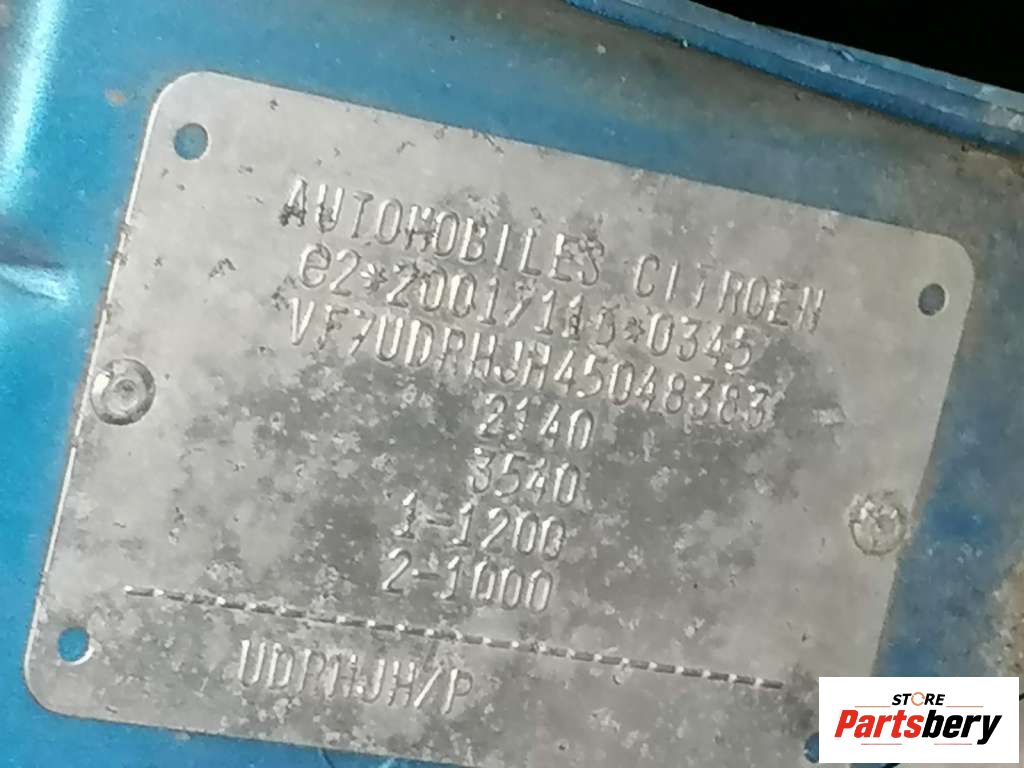 AUTOMOBILES CITROEN
e2*2001/116*0345
VF7UDRHJH45048383
2140
3540
1-1200
2-1000
UDRHJH/P
STORE
Partsbery